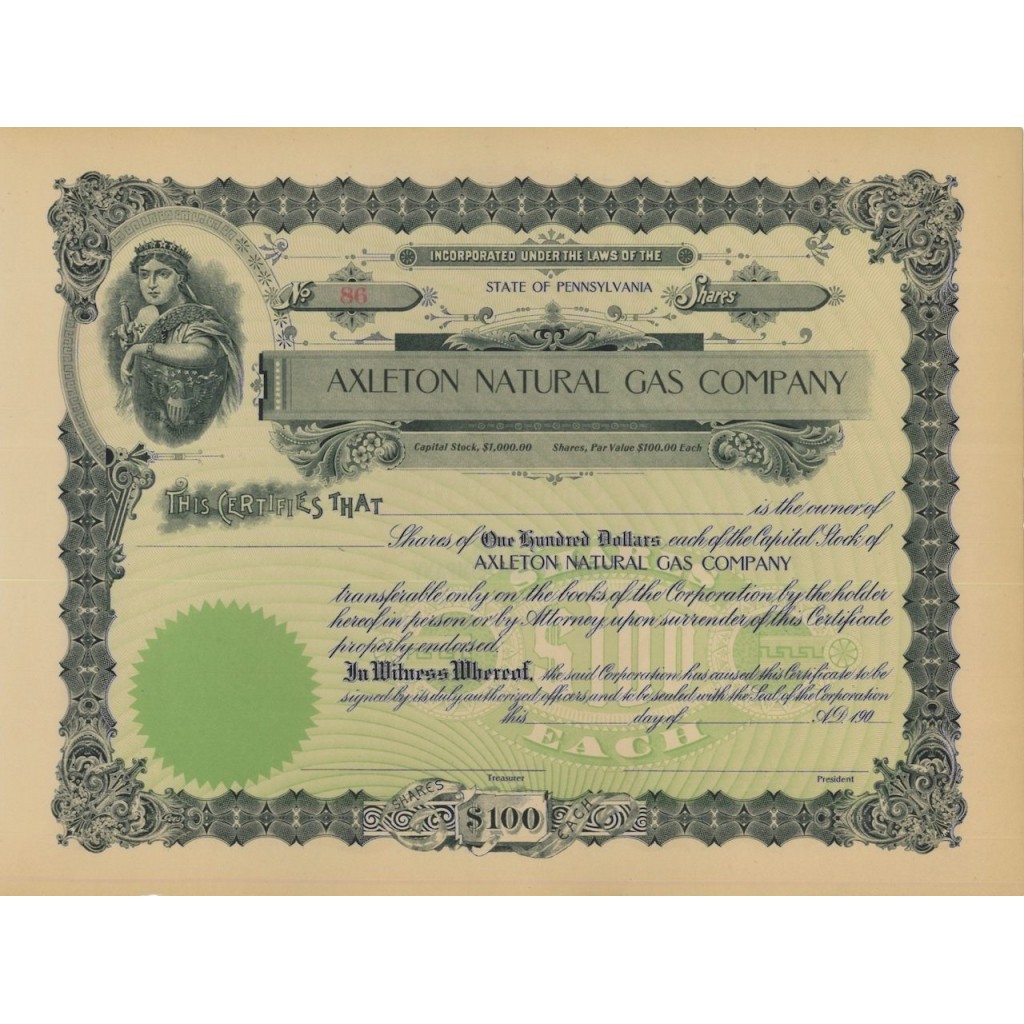 INCORPORATED UNDER THE LAWS OF THE
No 86
STATE OF PENNSYLVANIA
Shares
AXLETON NATURAL GAS COMPANY
Capital Stock, $1,000.00 Shares, Par Value $100.00 Each
THIS CERTIFIES THAT is the owner of
Shares of One Hundred Dollars each of the Capital Stock of
AXLETON NATURAL GAS COMPANY
transferable only on the books of the Corporation by the holder
hereof in person or by Attorney upon surrender of this Certificate
properly endorsed.
In Witness Whereof, the said Corporation has caused this Certificate to be
signed by its duly authorized officers and to be sealed with the Seal of the Corporation
this day of A.D. 190
SHARES
$100
EACH
Treasurer President
SHARES
$100
EACH